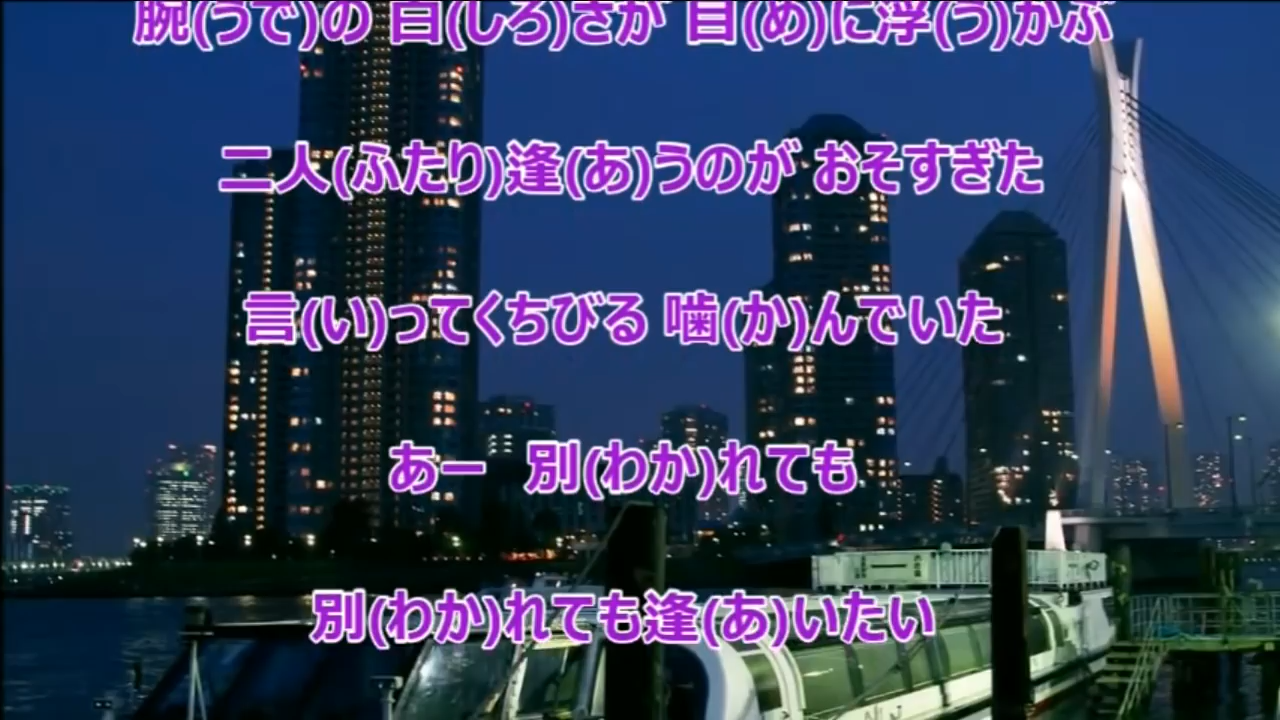 腕(うで)の 白(しろ)さが 目(め)に浮(う)かぶ
二人(ふたり)逢(あ)うのが おそすぎた
言(い)ってくちびる 噛(か)んでいた
あー 別(わか)れても
別(わか)れても逢(あ)いたい